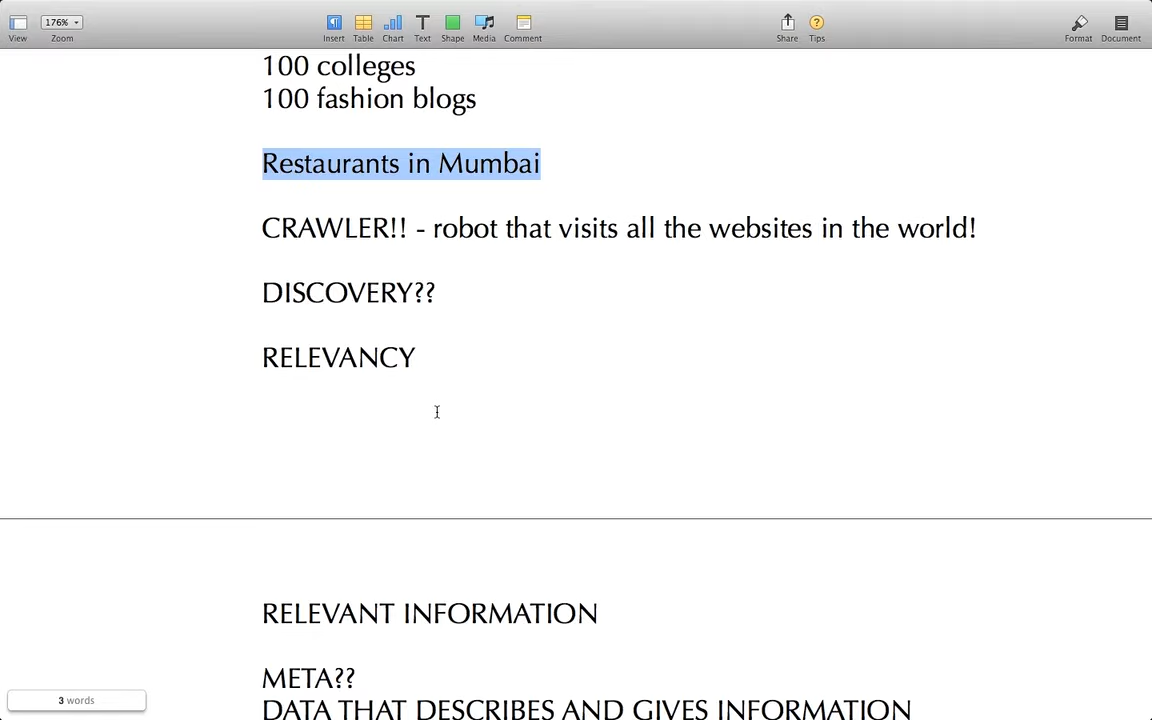 176%
View
Zoom
Insert
Table
Chart
Text
Shape
Media
Comment
Share
Tips
Format
Document
100 colleges
100 fashion blogs
Restaurants in Mumbai
CRAWLER!! - robot that visits all the websites in the world!
DISCOVERY??
RELEVANCY
RELEVANT INFORMATION
META??
DATA THAT DESCRIBES AND GIVES INFORMATION
3 words